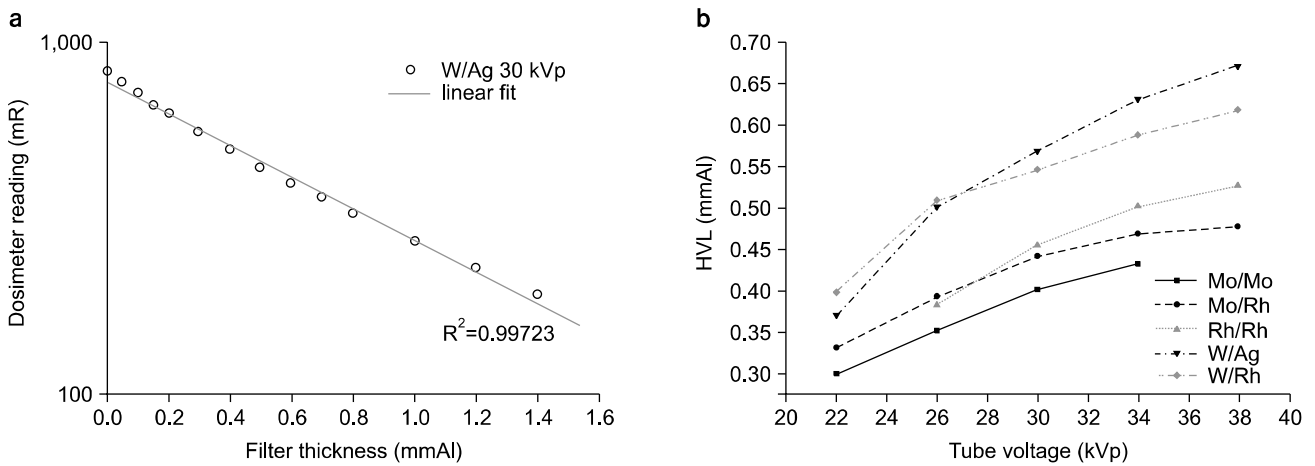 a
1,000
100
Dosimeter reading (mR)
W/Ag 30 kVp
linear fit
R²=0.99723
0.0 0.2 0.4 0.6 0.8 1.0 1.2 1.4 1.6
Filter thickness (mmAl)
b
0.70
0.65
0.60
0.55
0.50
0.45
0.40
0.35
0.30
HVL (mmAl)
Mo/Mo
Mo/Rh
Rh/Rh
W/Ag
W/Rh
20 22 24 26 28 30 32 34 36 38 40
Tube voltage (kVp)